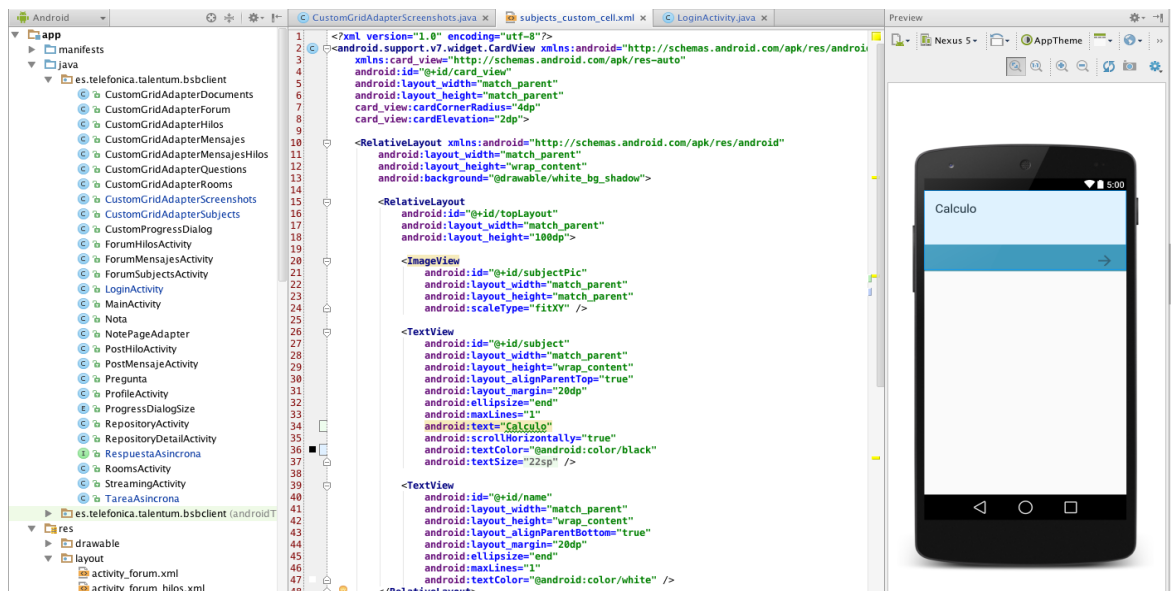 Android
CustomGridAdapterScreenshots.java
subjects_custom_cell.xml
LoginActivity.java
Preview
app
manifests
java
es.telefonica.talentum.bsbclient
CustomGridAdapterDocuments
CustomGridAdapterForum
CustomGridAdapterHilos
CustomGridAdapterMensajes
CustomGridAdapterMensajesHilos
CustomGridAdapterQuestions
CustomGridAdapterRooms
CustomGridAdapterScreenshots
CustomGridAdapterSubjects
CustomProgressDialog
ForumHilosActivity
ForumMensajesActivity
ForumSubjectsActivity
LoginActivity
MainActivity
Nota
NotePageAdapter
PostHiloActivity
PostMensajeActivity
Pregunta
ProfileActivity
ProgressDialogSize
RepositoryActivity
RepositoryDetailActivity
RespuestaAsincrona
RoomsActivity
StreamingActivity
TareaAsincrona
es.telefonica.talentum.bsbclient (androidT
res
drawable
layout
activity_forum.xml
activity_forum_hilos.xml
1 <?xml version="1.0" encoding="utf-8"?>
2 <android.support.v7.widget.CardView xmlns:android="http://schemas.android.com/apk/res/androi
3 xmlns:card_view="http://schemas.android.com/apk/res-auto"
4 android:id="@+id/card_view"
5 android:layout_width="match_parent"
6 android:layout_height="match_parent"
7 card_view:cardCornerRadius="4dp"
8 card_view:cardElevation="2dp">
9
10 <RelativeLayout xmlns:android="http://schemas.android.com/apk/res/android"
11 android:layout_width="match_parent"
12 android:layout_height="wrap_content"
13 android:background="@drawable/white_bg_shadow">
14
15 <RelativeLayout
16 android:id="@+id/topLayout"
17 android:layout_width="match_parent"
18 android:layout_height="100dp">
19
20 <ImageView
21 android:id="@+id/subjectPic"
22 android:layout_width="match_parent"
23 android:layout_height="match_parent"
24 android:scaleType="fitXY" />
25
26 <TextView
27 android:id="@+id/subject"
28 android:layout_width="match_parent"
29 android:layout_height="wrap_content"
30 android:layout_alignParentTop="true"
31 android:layout_margin="20dp"
32 android:ellipsize="end"
33 android:maxLines="1"
34 android:text="Calculo"
35 android:scrollHorizontally="true"
36 android:textColor="@android:color/black"
37 android:textSize="22sp" />
38
39 <TextView
40 android:id="@+id/name"
41 android:layout_width="match_parent"
42 android:layout_height="wrap_content"
43 android:layout_alignParentBottom="true"
44 android:layout_margin="20dp"
45 android:ellipsize="end"
46 android:maxLines="1"
47 android:textColor="@android:color/white" />
48 </RelativeLayout>
Nexus 5
AppTheme
5:00
Calculo